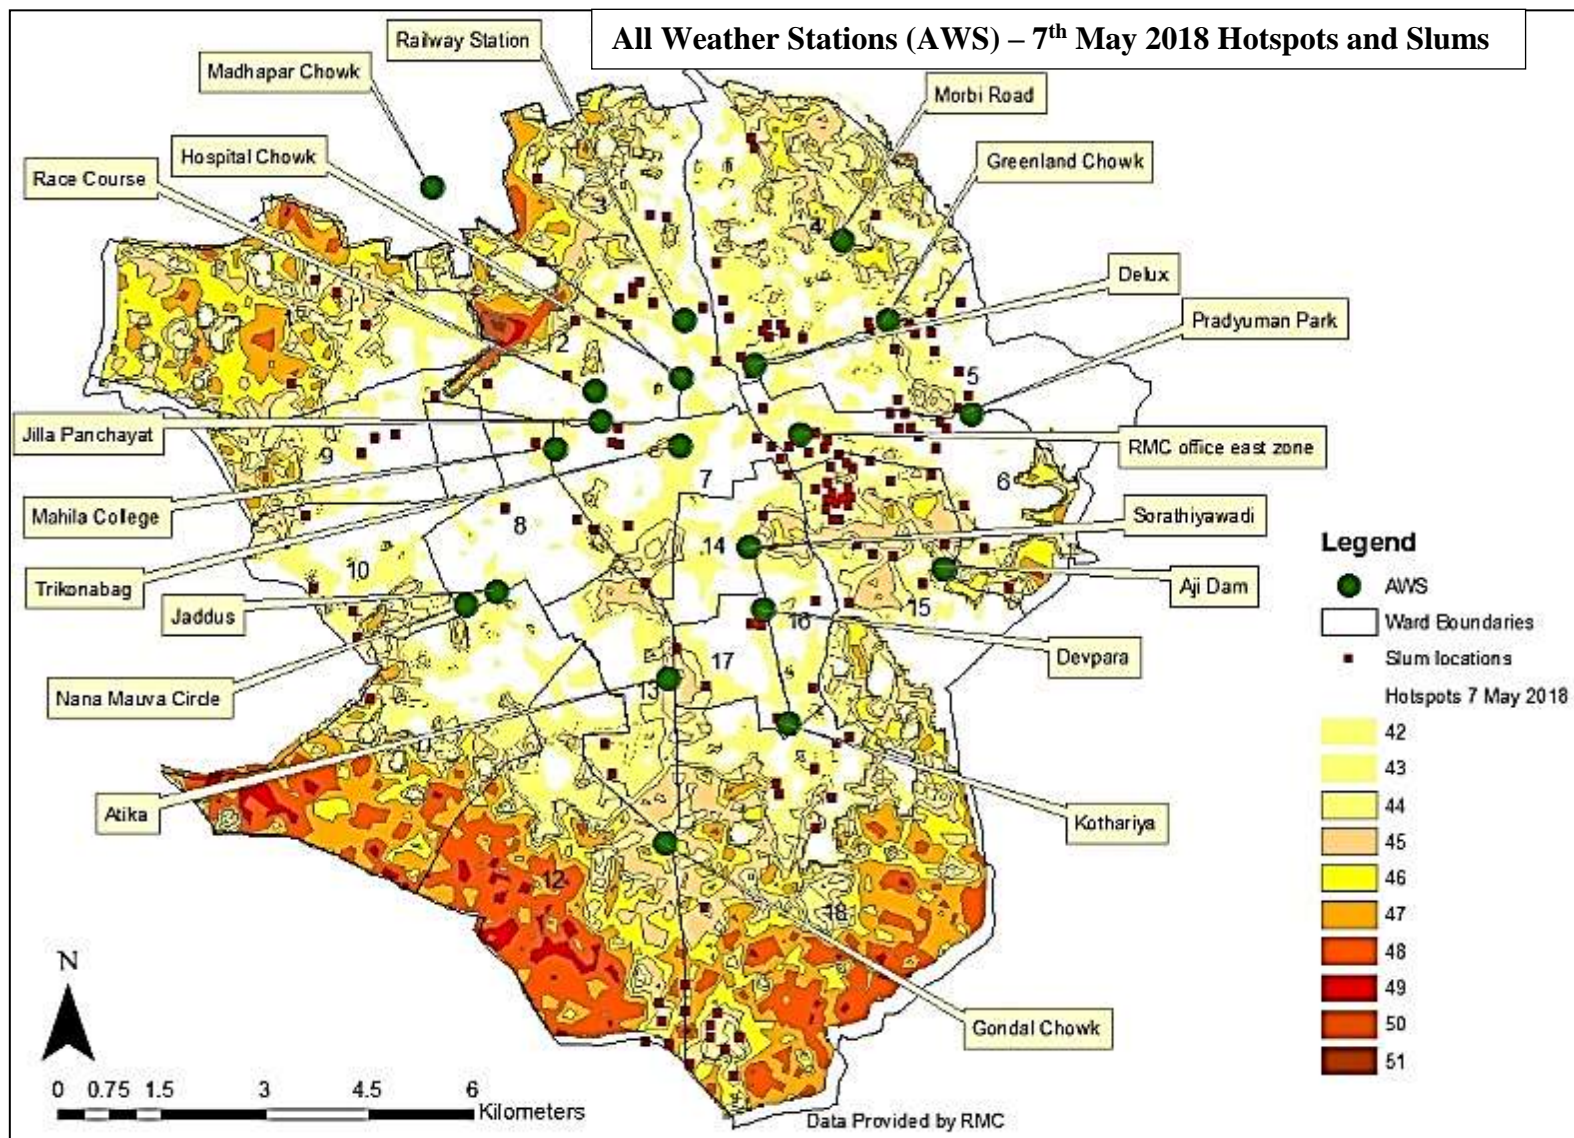 All Weather Stations (AWS) – 7th May 2018 Hotspots and Slums
Railway Station
Madhapar Chowk
Morbi Road
Hospital Chowk
Greenland Chowk
Race Course
Delux
Pradyuman Park
Jilla Panchayat
RMC office east zone
Mahila College
Sorathiyawadi
Trikonabag
Aji Dam
Jaddus
Devpara
Nana Mauva Circle
Atika
Kothariya
Gondal Chowk
3
4
2
5
9
7
6
8
14
10
15
16
17
13
12
18
Legend
AWS
Ward Boundaries
Slum locations
Hotspots 7 May 2018
42
43
44
45
46
47
48
49
50
51
N
0 0.75 1.5 3 4.5 6
Kilometers
Data Provided by RMC